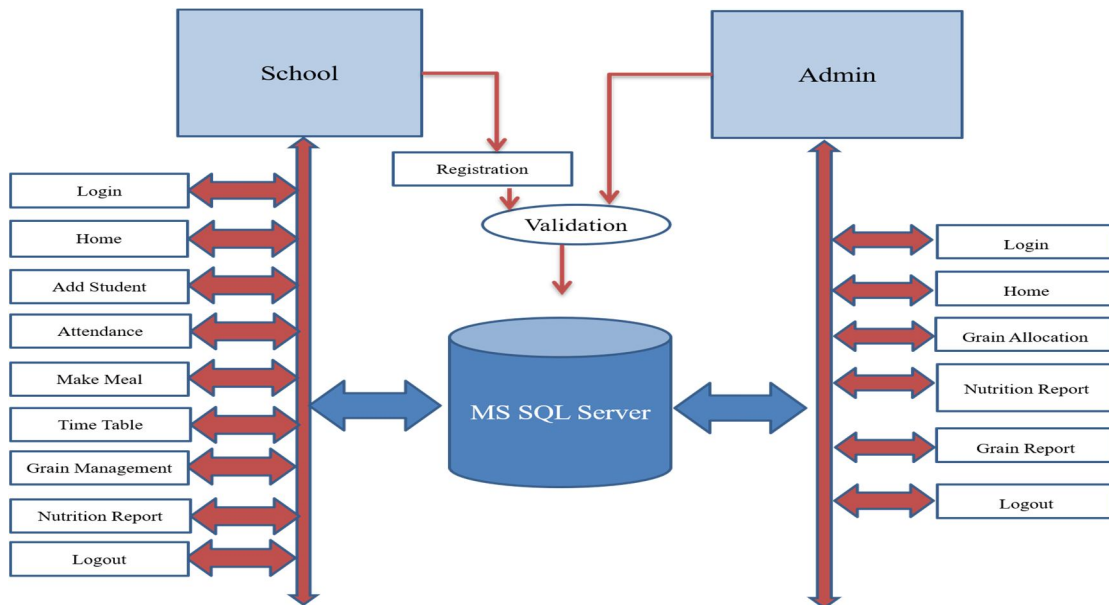 School
Admin
Registration
Validation
Login
Home
Add Student
Attendance
Make Meal
Time Table
Grain Management
Nutrition Report
Logout
MS SQL Server
Login
Home
Grain Allocation
Nutrition Report
Grain Report
Logout